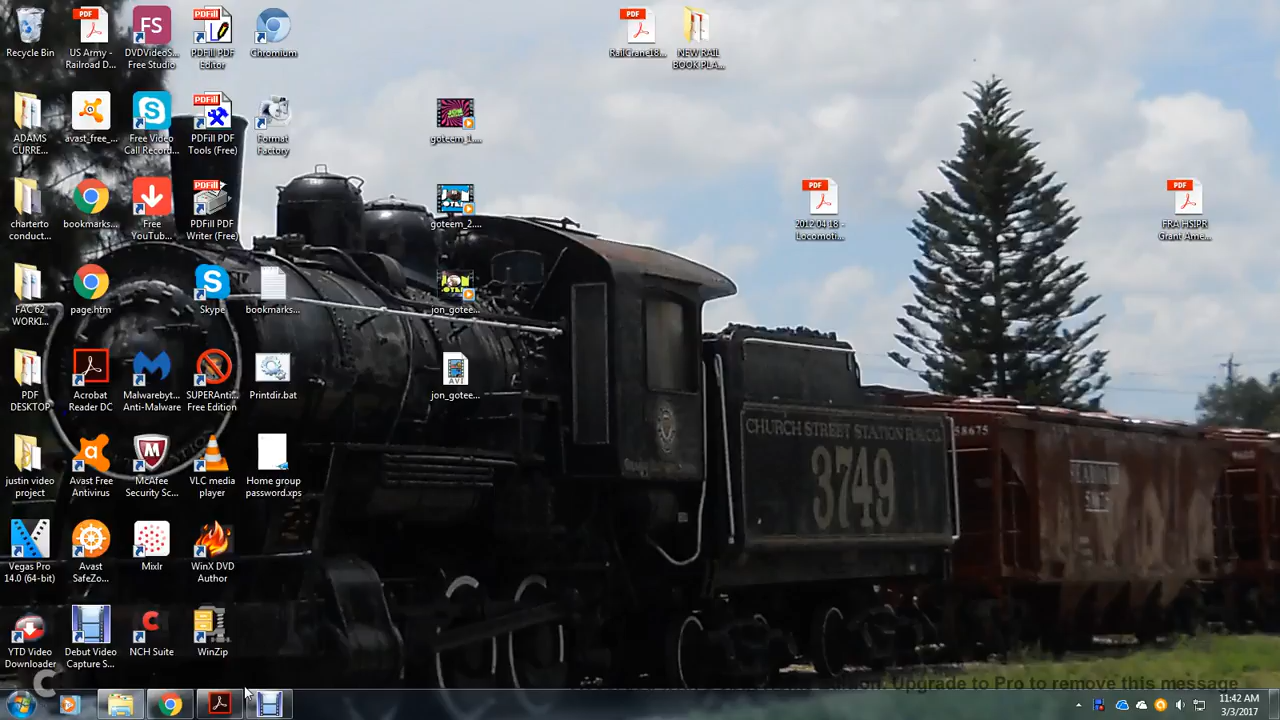 Recycle Bin
US Army - Railroad D...
DVDVideoS... Free Studio
PDFill PDF Editor
Chromium
RailCrane18...
NEW RAIL BOOK PLA...
ADAMS CURRE...
avast_free_...
Free Video Call Record...
PDFill PDF Tools (Free)
Format Factory
goteem_1....
charterto conduct...
bookmarks...
Free YouTube...
PDFill PDF Writer (Free)
goteem_2....
2012 04 18 - Locomoti...
FRA HSIPR Grant Ame...
FAC 62 WORKI...
page.htm
Skype
bookmarks...
jon_gotee...
PDF DESKTOP
Acrobat Reader DC
Malwarebyt... Anti-Malware
SUPERAnti... Free Edition
Printdir.bat
jon_gotee...
CHURCH STREET STATION R.R. CO.
3749
58675
justin video project
Avast Free Antivirus
McAfee Security Sc...
VLC media player
Home group password.xps
Vegas Pro 14.0 (64-bit)
Avast SafeZo...
Mixlr
WinX DVD Author
YTD Video Downloader
Debut Video Capture S...
NCH Suite
WinZip
Upgrade to Pro to remove this message
11:42 AM
3/3/2017